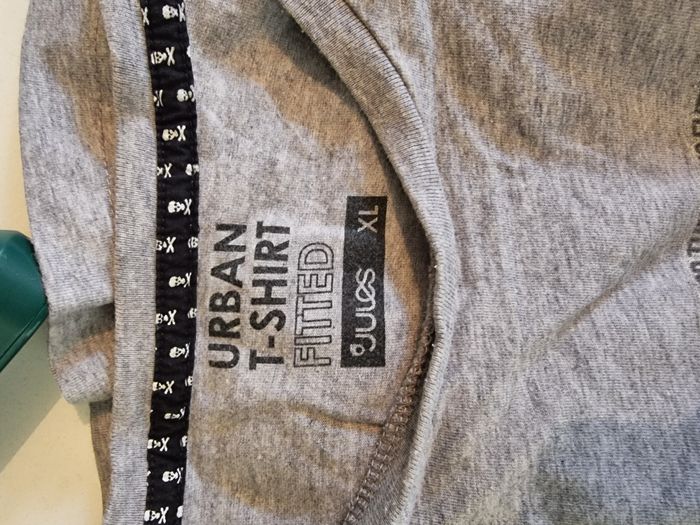 URBAN
T-SHIRT
FITTED
JULES XL